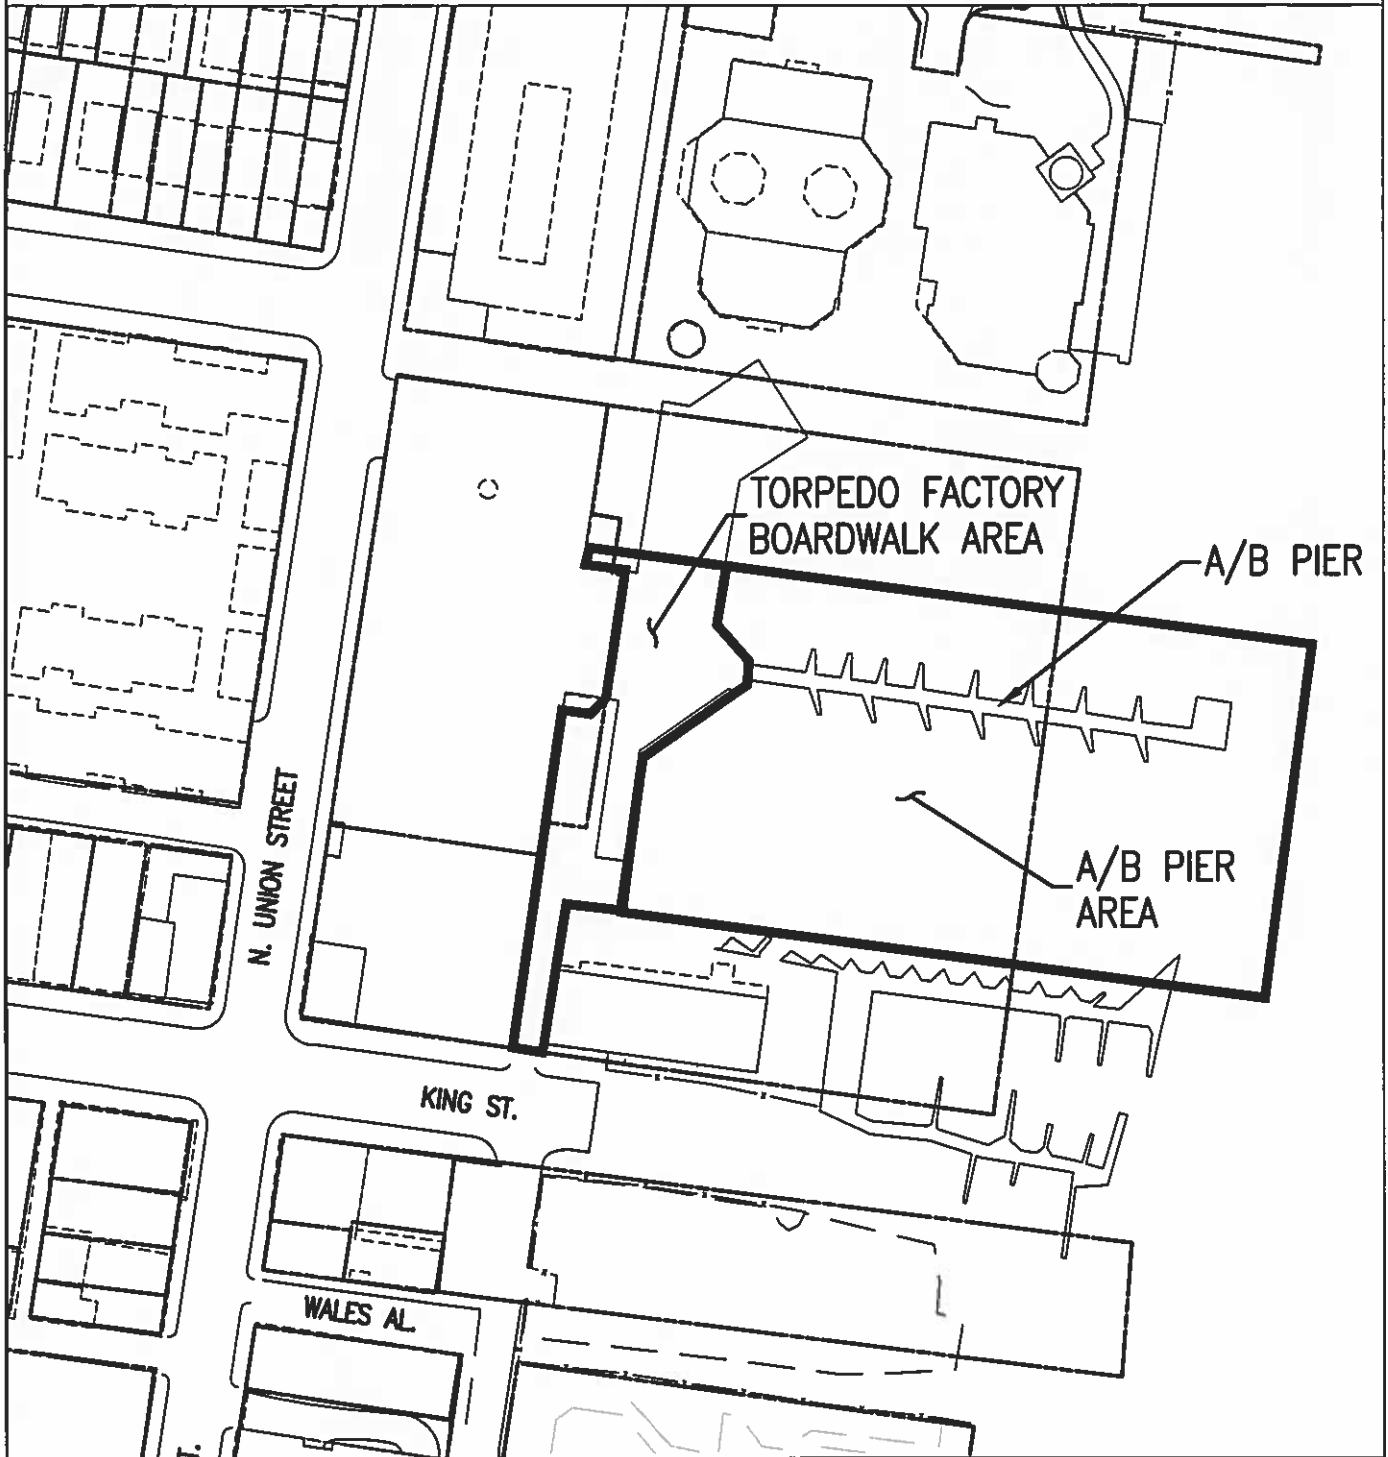 TORPEDO FACTORY
BOARDWALK AREA
A/B PIER
A/B PIER
AREA
N. UNION STREET
KING ST.
WALES AL.
T.